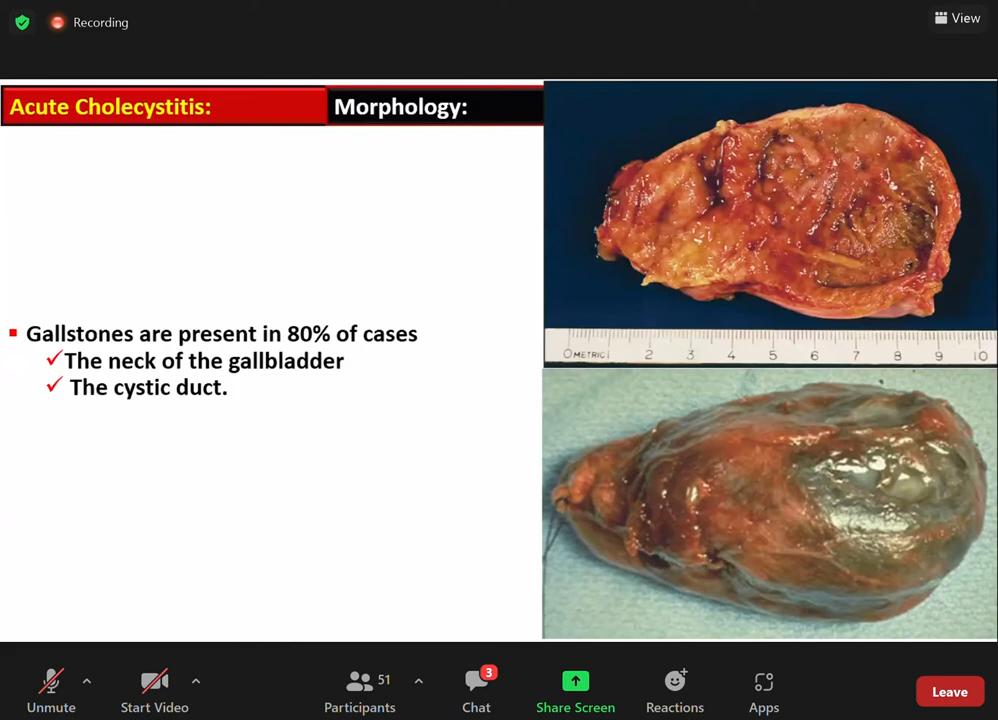 Recording
View
Acute Cholecystitis: Morphology:
Gallstones are present in 80% of cases
The neck of the gallbladder
The cystic duct.
0 METRIC 1 2 3 4 5 6 7 8 9 10
51
3
Unmute Start Video Participants Chat Share Screen Reactions Apps Leave